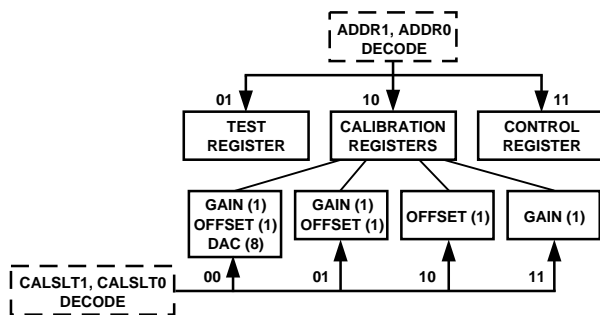 ADDR1, ADDR0
DECODE
01
10
11
TEST
REGISTER
CALIBRATION
REGISTERS
CONTROL
REGISTER
GAIN (1)
OFFSET (1)
DAC (8)
GAIN (1)
OFFSET (1)
OFFSET (1)
GAIN (1)
CALSLT1, CALSLT0
DECODE
00
01
10
11